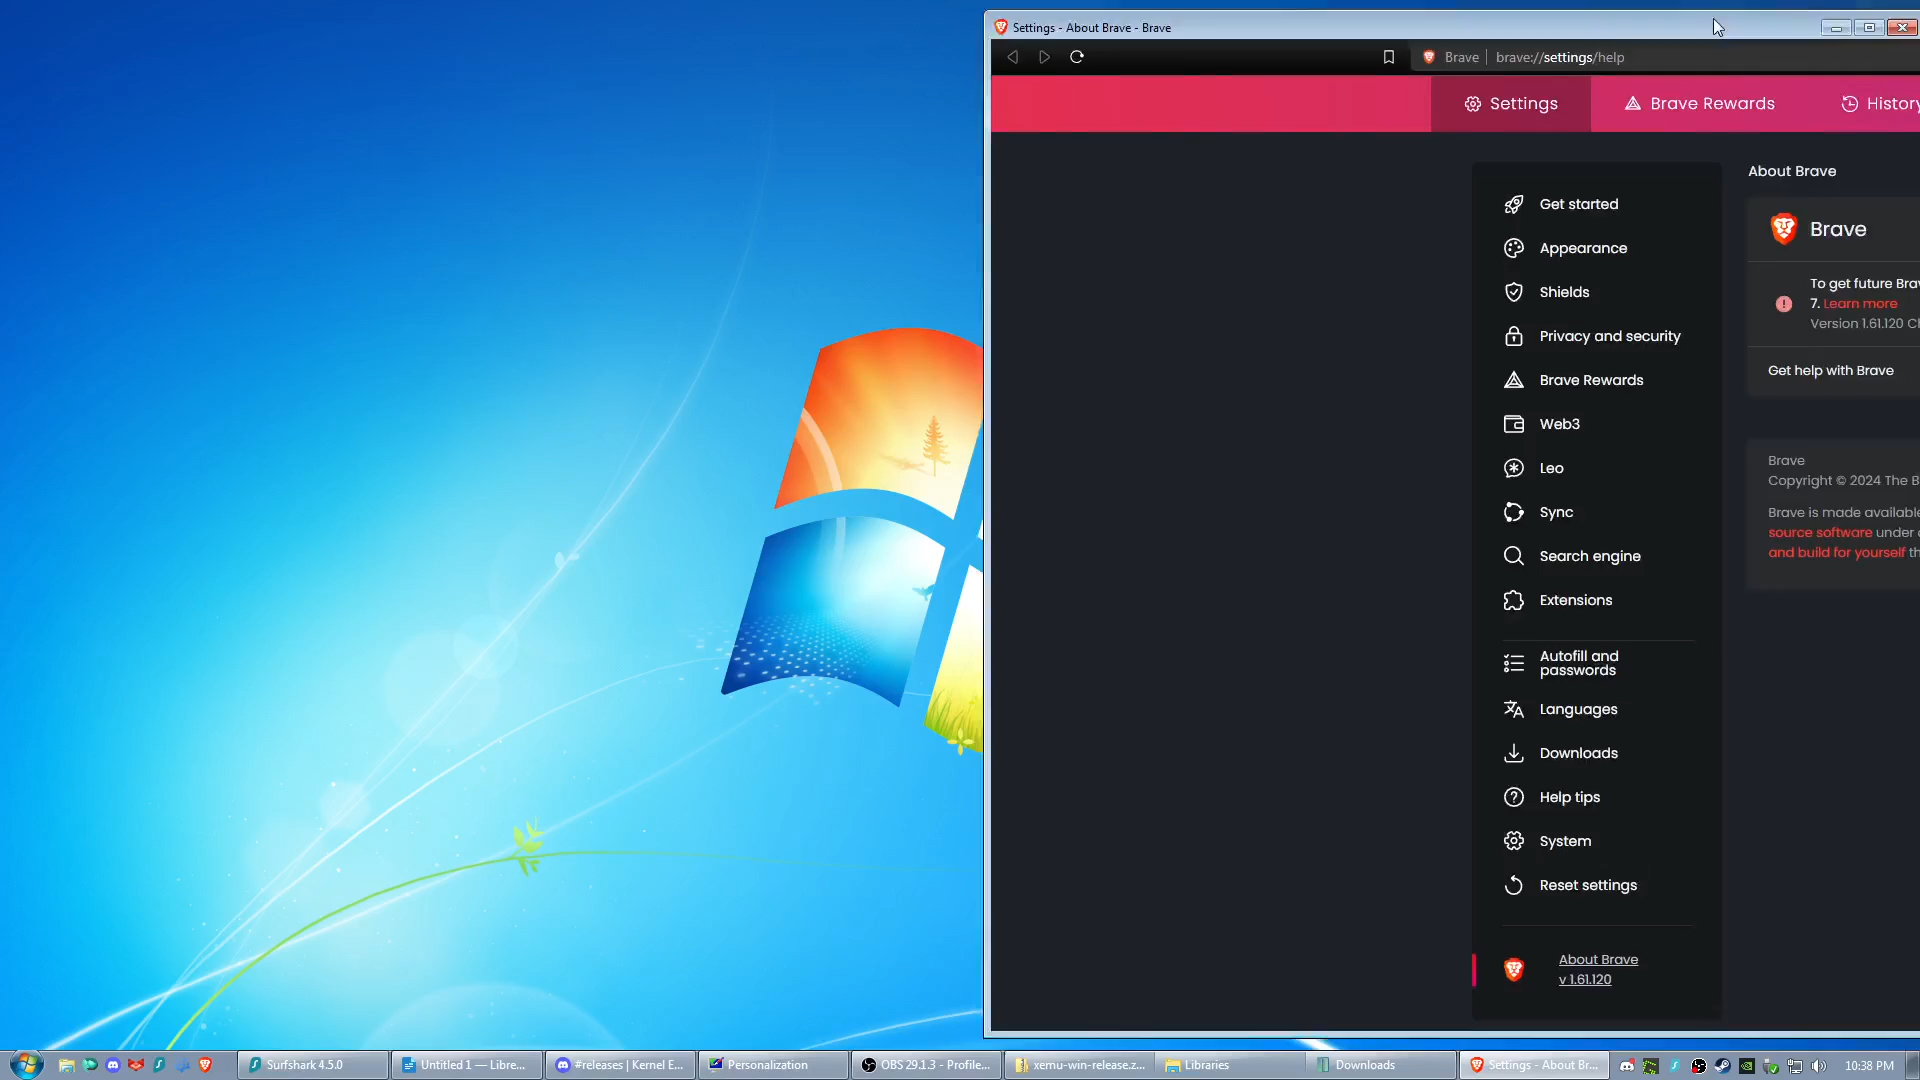 Settings - About Brave - Brave
Brave | brave://settings/help
Settings
Brave Rewards
History
Get started
Appearance
Shields
Privacy and security
Brave Rewards
Web3
Leo
Sync
Search engine
Extensions
Autofill and
passwords
Languages
Downloads
Help tips
System
Reset settings
About Brave
v 1.61.120
About Brave
Brave
To get future Brav
7. Learn more
Version 1.61.120 Ch
Get help with Brave
Brave
Copyright © 2024 The B
Brave is made available
source software under
and build for yourself th
Surfshark 4.5.0
Untitled 1 — Libre...
#releases | Kernel E...
Personalization
OBS 29.1.3 - Profile...
xemu-win-release.z...
Libraries
Downloads
Settings - About Br...
10:38 PM